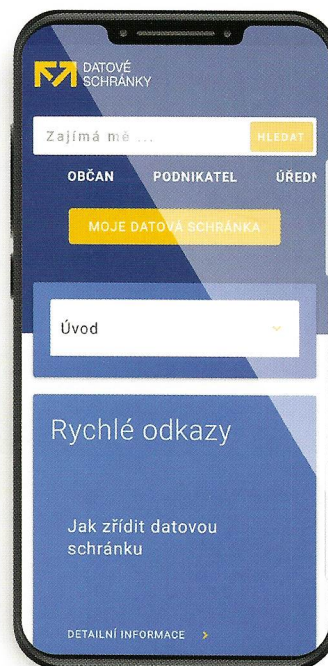 DATOVÉ
SCHRÁNKY
Zajímá mě ...
HLEDAT
OBČAN PODNIKATEL ÚŘEDN
MOJE DATOVÁ SCHRÁNKA
Úvod
Rychlé odkazy
Jak zřídit datovou
schránku
DETAILNÍ INFORMACE